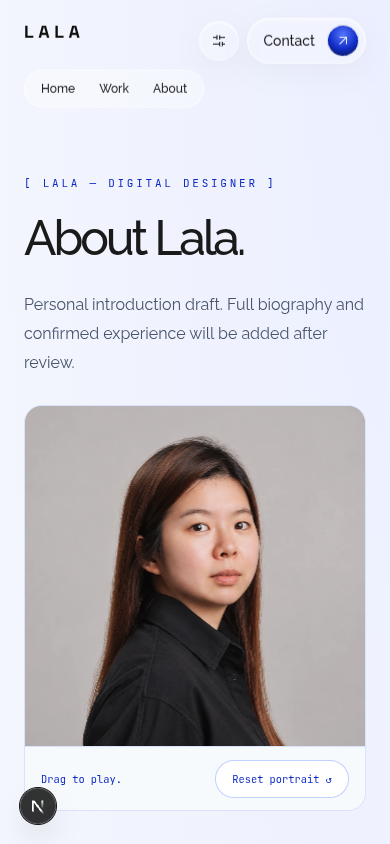 LALA
Contact
Home Work About
[ LALA — DIGITAL DESIGNER ]
About Lala.
Personal introduction draft. Full biography and
confirmed experience will be added after
review.
Drag to play.
Reset portrait ↺
N